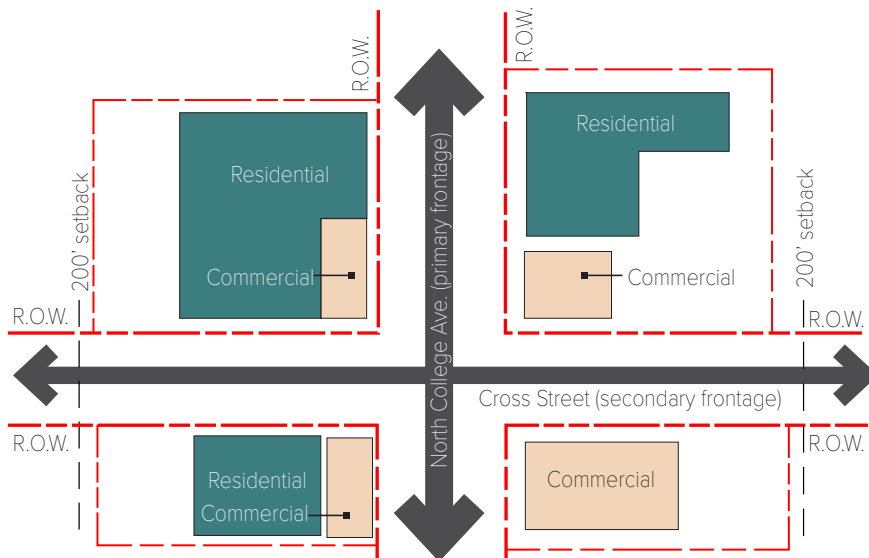 R.O.W.
R.O.W.
Residential
Residential
200' setback
Commercial
North College Ave. (primary frontage)
Commercial
200' setback
R.O.W.
R.O.W.
Cross Street (secondary frontage)
R.O.W.
R.O.W.
Residential
Commercial
Commercial